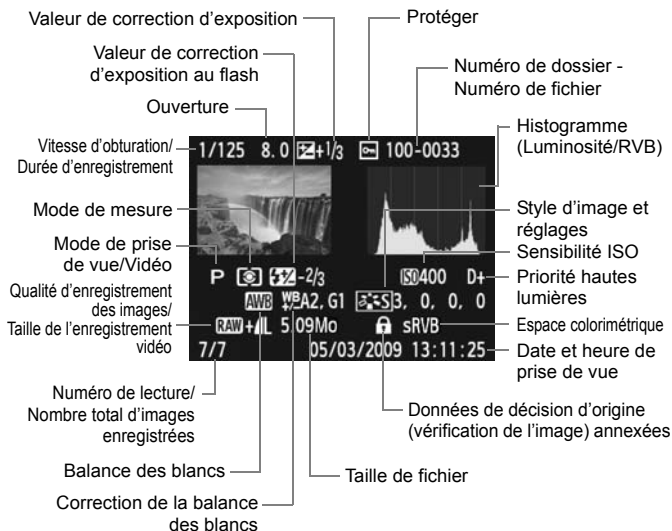 Valeur de correction d'exposition
Protéger
Valeur de correction
d'exposition au flash
Numéro de dossier -
Numéro de fichier
Ouverture
Histogramme
(Luminosité/RVB)
Vitesse d'obturation/
Durée d'enregistrement
1/125 8.0 +1/3 100-0033
Mode de mesure
Style d'image et
réglages
Mode de prise
de vue/Vidéo
Sensibilité ISO
P -2/3 ISO400 D+
Priorité hautes
lumières
Qualité d'enregistrement
des images/
Taille de l'enregistrement
vidéo
AWB WB A2, G1 S3, 0, 0, 0
RAW+L 5.09Mo sRVB
Espace colorimétrique
7/7 05/03/2009 13:11:25
Date et heure de
prise de vue
Numéro de lecture/
Nombre total d'images
enregistrées
Données de décision d'origine
(vérification de l'image) annexées
Balance des blancs
Taille de fichier
Correction de la balance
des blancs